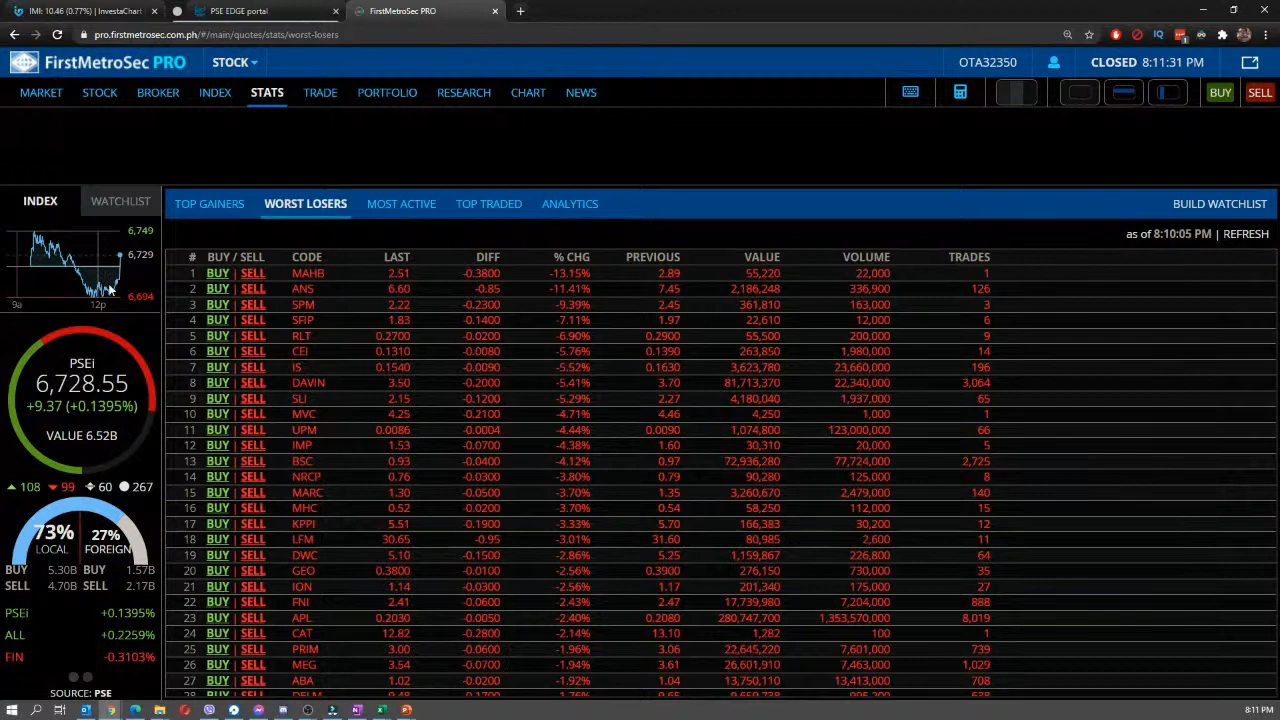 IMI: 10.46 (0.77%) | InvestaChart
PSE EDGE portal
FirstMetroSec PRO
pro.firstmetrosec.com.ph/#/main/quotes/stats/worst-losers
FirstMetroSec PRO STOCK
OTA32350 CLOSED 8:11:31 PM
MARKET STOCK BROKER INDEX STATS TRADE PORTFOLIO RESEARCH CHART NEWS BUY SELL
INDEX WATCHLIST
TOP GAINERS WORST LOSERS MOST ACTIVE TOP TRADED ANALYTICS BUILD WATCHLIST
as of 8:10:05 PM | REFRESH
6,749
6,729
6,694
9a 12p
PSEi
6,728.55
+9.37 (+0.1395%)
VALUE 6.52B
108 99 60 267
73% LOCAL 27% FOREIGN
BUY 5.30B BUY 1.57B
SELL 4.70B SELL 2.17B
PSEi +0.1395%
ALL +0.2259%
FIN -0.3103%
SOURCE: PSE
# BUY / SELL CODE LAST DIFF % CHG PREVIOUS VALUE VOLUME TRADES
1 BUY | SELL MAHB 2.51 -0.3800 -13.15% 2.89 55,220 22,000 1
2 BUY | SELL ANS 6.60 -0.85 -11.41% 7.45 2,186,248 336,900 126
3 BUY | SELL SPM 2.22 -0.2300 -9.39% 2.45 361,810 163,000 3
4 BUY | SELL SFIP 1.83 -0.1400 -7.11% 1.97 22,610 12,000 6
5 BUY | SELL RLT 0.2700 -0.0200 -6.90% 0.2900 55,500 200,000 9
6 BUY | SELL CEI 0.1310 -0.0080 -5.76% 0.1390 263,850 1,980,000 14
7 BUY | SELL IS 0.1540 -0.0090 -5.52% 0.1630 3,623,780 23,660,000 196
8 BUY | SELL DAVIN 3.50 -0.2000 -5.41% 3.70 81,713,370 22,340,000 3,064
9 BUY | SELL SLI 2.15 -0.1200 -5.29% 2.27 4,180,040 1,937,000 65
10 BUY | SELL MVC 4.25 -0.2100 -4.71% 4.46 4,250 1,000 1
11 BUY | SELL UPM 0.0086 -0.0004 -4.44% 0.0090 1,074,800 123,000,000 66
12 BUY | SELL IMP 1.53 -0.0700 -4.38% 1.60 30,310 20,000 5
13 BUY | SELL BSC 0.93 -0.0400 -4.12% 0.97 72,936,280 77,724,000 2,725
14 BUY | SELL NRCP 0.76 -0.0300 -3.80% 0.79 90,280 125,000 8
15 BUY | SELL MARC 1.30 -0.0500 -3.70% 1.35 3,260,670 2,479,000 140
16 BUY | SELL MHC 0.52 -0.0200 -3.70% 0.54 58,250 112,000 15
17 BUY | SELL KPPI 5.51 -0.1900 -3.33% 5.70 166,383 30,200 12
18 BUY | SELL LFM 30.65 -0.95 -3.01% 31.60 80,985 2,600 11
19 BUY | SELL DWC 5.10 -0.1500 -2.86% 5.25 1,159,867 226,800 64
20 BUY | SELL GEO 0.3800 -0.0100 -2.56% 0.3900 276,150 730,000 35
21 BUY | SELL ION 1.14 -0.0300 -2.56% 1.17 201,340 175,000 27
22 BUY | SELL FNI 2.41 -0.0600 -2.43% 2.47 17,739,980 7,204,000 888
23 BUY | SELL APL 0.2030 -0.0050 -2.40% 0.2080 280,747,700 1,353,570,000 8,019
24 BUY | SELL CAT 12.82 -0.2800 -2.14% 13.10 1,282 100 1
25 BUY | SELL PRIM 3.00 -0.0600 -1.96% 3.06 22,645,220 7,601,000 739
26 BUY | SELL MEG 3.54 -0.0700 -1.94% 3.61 26,601,910 7,463,000 1,029
27 BUY | SELL ABA 1.02 -0.0200 -1.92% 1.04 13,750,110 13,413,000 708
8:11 PM